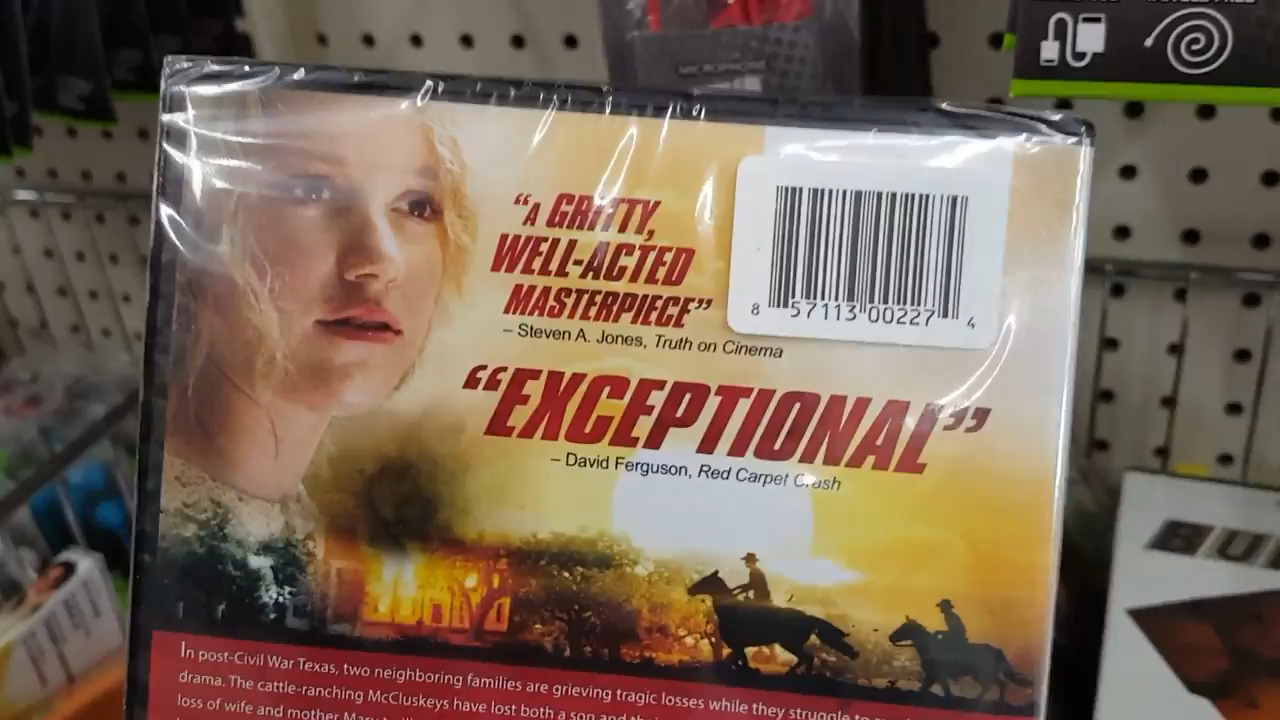 MICROPHONE
"A GRITTY,
WELL-ACTED
MASTERPIECE"
– Steven A. Jones, Truth on Cinema
8 57113 00227 4
"EXCEPTIONAL"
– David Ferguson, Red Carpet Crash
BU
In post-Civil War Texas, two neighboring families are grieving tragic losses while they struggle to
drama. The cattle-ranching McCluskeys have lost both a son and
loss of wife and mother